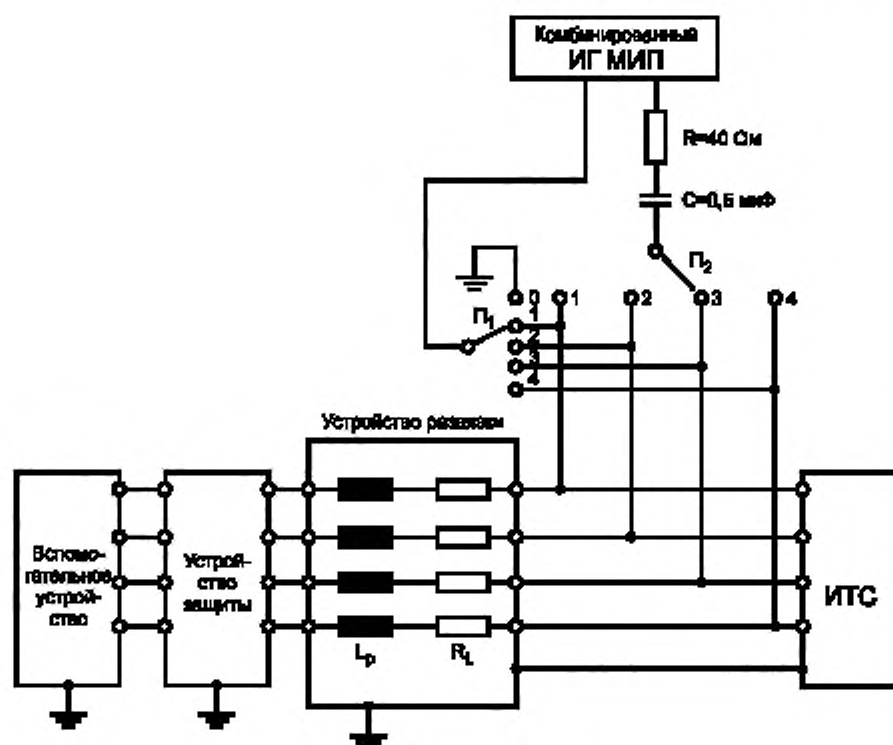 Комбинированный
ИГ МИП
R=40 Ом
C=0,5 мкФ
П₂
0 1 2 3 4
П₁
1
2
3
4
Устройство развязки
Вспомо-
гательное
устрой-
ство
Устрой-
ство
защиты
ИТС
Lр
RL